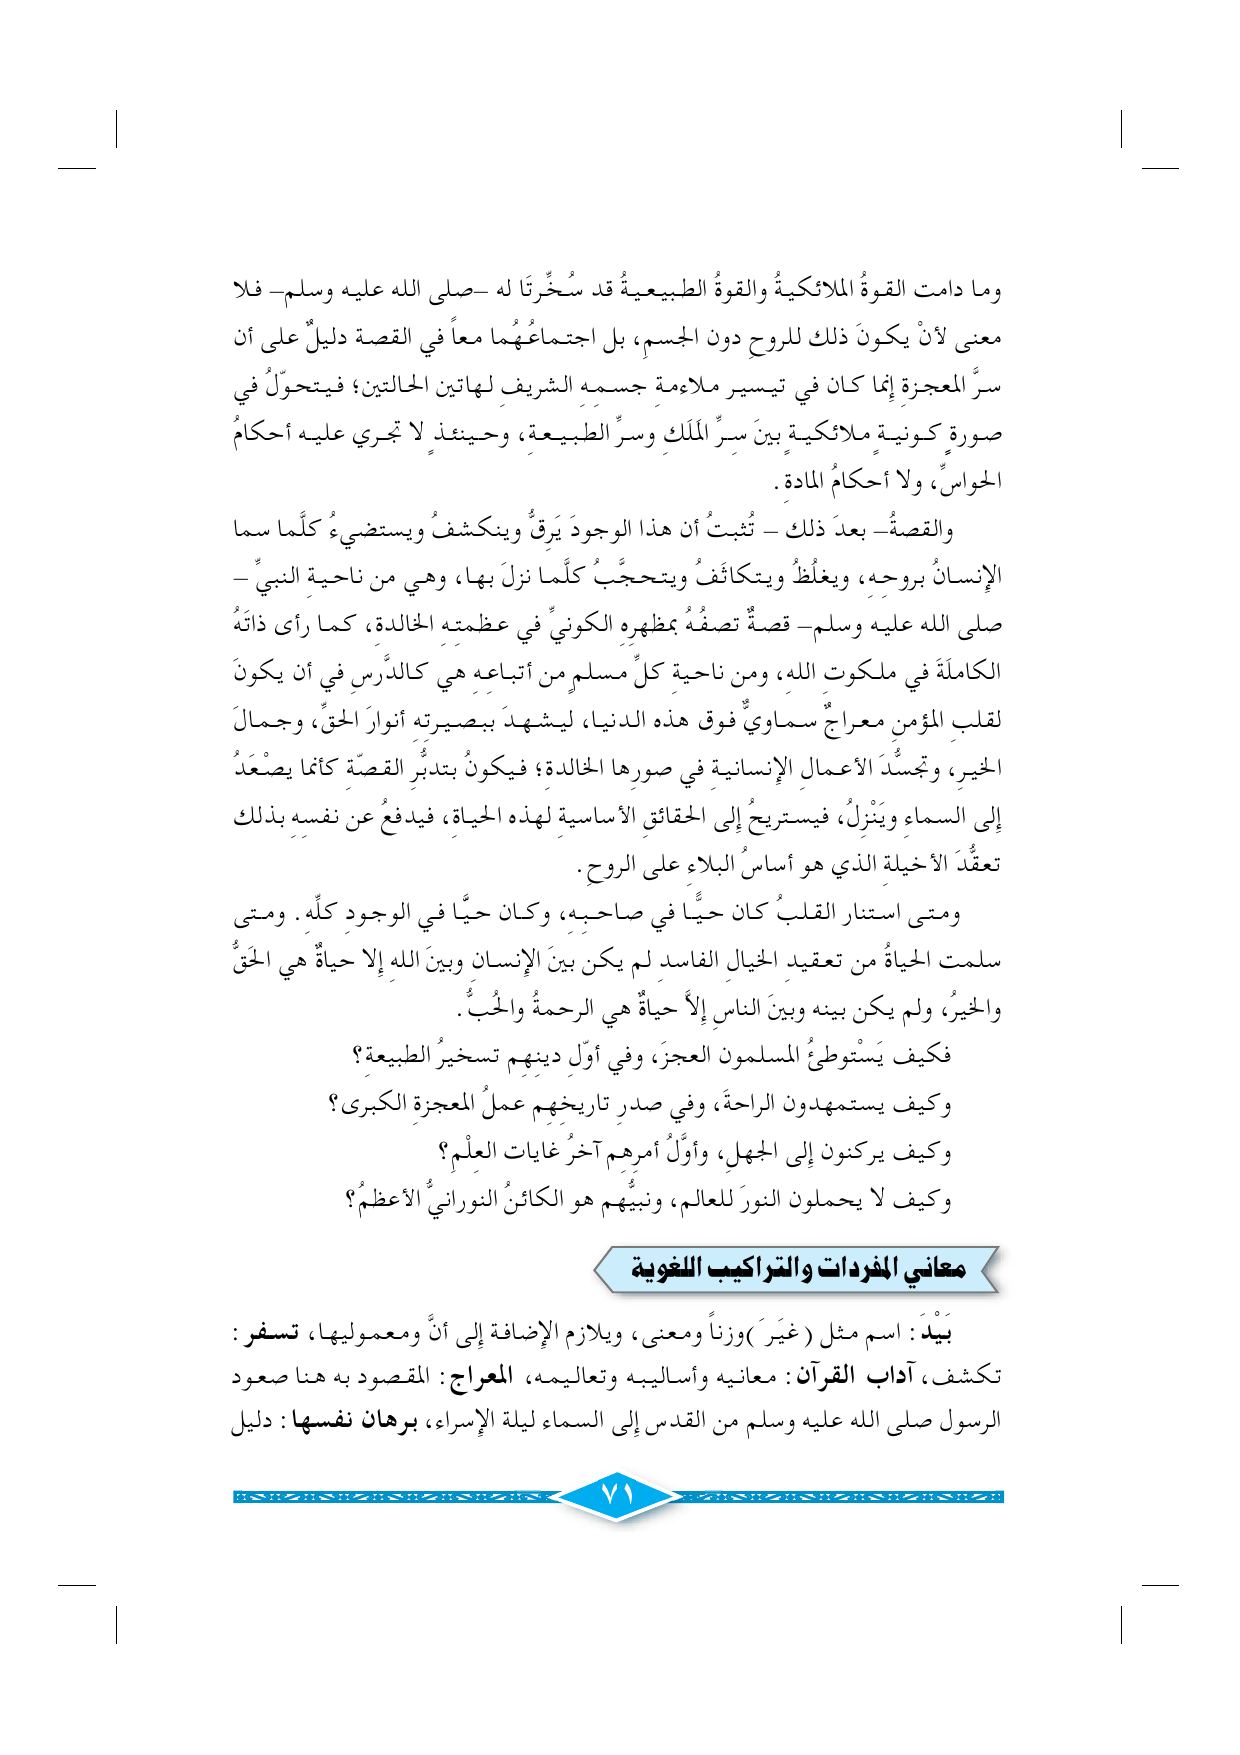 وما دامت القوةُ الملائكيةُ والقوةُ الطبيعيةُ قد سُخِّرتَا له –صلى الله عليه وسلم– فلا
معنى لأنْ يكونَ ذلك للروحِ دون الجسمِ، بل اجتماعُهُما معاً في القصة دليلٌ على أن
سرَّ المعجزةِ إنما كان في تيسير ملاءمةِ جسمِهِ الشريفِ لهاتين الحالتين؛ فيتحوّلُ في
صورةٍ كونيةٍ ملائكيةٍ بينَ سِرِّ المَلَكِ وسرِّ الطبيعةِ، وحينئذٍ لا تجري عليه أحكامُ
الحواسِّ، ولا أحكامُ المادةِ.
والقصةُ– بعدَ ذلك – تُثبتُ أن هذا الوجودَ يَرِقُّ وينكشفُ ويستضيءُ كلَّما سما
الإنسانُ بروحِهِ، ويغلُظُ ويتكاثَفُ ويتحجَّبُ كلَّما نزلَ بها، وهي من ناحيةِ النبيِّ –
صلى الله عليه وسلم– قصةٌ تصفُهُ بمظهرِهِ الكونيِّ في عظمتِهِ الخالدةِ، كما رأى ذاتَهُ
الكاملَةَ في ملكوتِ اللهِ، ومن ناحيةِ كلِّ مسلمٍ من أتباعِهِ هي كالدَّرسِ في أن يكونَ
لقلبِ المؤمنِ معراجٌ سماويٌّ فوق هذه الدنيا، ليشهدَ ببصيرتِهِ أنوارَ الحقِّ، وجمالَ
الخيرِ، وتجسُّدَ الأعمالِ الإنسانيةِ في صورِها الخالدةِ؛ فيكونُ بتدبُّرِ القصّةِ كأنما يصْعَدُ
إلى السماءِ ويَنْزِلُ، فيستريحُ إلى الحقائقِ الأساسيةِ لهذه الحياةِ، فيدفعُ عن نفسِهِ بذلك
تعقُّدَ الأخيلةِ الذي هو أساسُ البلاءِ على الروحِ.
ومتى استنار القلبُ كان حيًّا في صاحبِهِ، وكان حيَّا في الوجودِ كلِّهِ. ومتى
سلمت الحياةُ من تعقيدِ الخيالِ الفاسدِ لم يكن بينَ الإنسانِ وبينَ اللهِ إلا حياةٌ هي الحَقُّ
والخيرُ، ولم يكن بينه وبينَ الناسِ إلاَّ حياةٌ هي الرحمةُ والحُبُّ.
فكيف يَسْتوطئُ المسلمون العجزَ، وفي أوّلِ دينِهِم تسخيرُ الطبيعةِ؟
وكيف يستمهدون الراحةَ، وفي صدرِ تاريخِهِم عملُ المعجزةِ الكبرى؟
وكيف يركنون إلى الجهلِ، وأوَّلُ أمرِهِم آخرُ غايات العِلْمِ؟
وكيف لا يحملون النورَ للعالم، ونبيُّهم هو الكائنُ النورانيُّ الأعظمُ؟
معاني المفردات والتراكيب اللغوية
بَيْدَ: اسم مثل (غيَرَ )وزناً ومعنى، ويلازم الإضافة إلى أنَّ ومعموليها، تسفر:
تكشف، آداب القرآن: معانيه وأساليبه وتعاليمه، المعراج: المقصود به هنا صعود
الرسول صلى الله عليه وسلم من القدس إلى السماء ليلة الإسراء، برهان نفسها: دليل
٧١